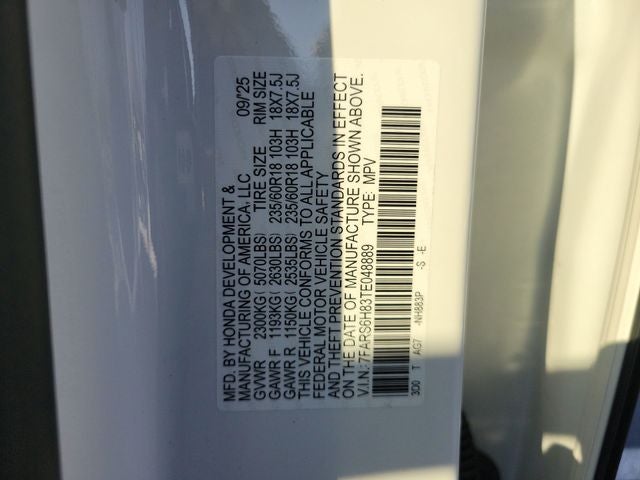 MFD. BY HONDA DEVELOPMENT & 09/25
MANUFACTURING OF AMERICA, LLC
GVWR 2300KG( 5070LBS) TIRE SIZE RIM SIZE
GAWR F 1193KG( 2630LBS) 235/60R18 103H 18X7.5J
GAWR R 1150KG( 2535LBS) 235/60R18 103H 18X7.5J
THIS VEHICLE CONFORMS TO ALL APPLICABLE
FEDERAL MOTOR VEHICLE SAFETY
AND THEFT PREVENTION STANDARDS IN EFFECT
ON THE DATE OF MANUFACTURE SHOWN ABOVE.
V.I.N.: 7FARS6H83TE048889 TYPE: MPV
3D0 T AG7 -NH883P -S -E